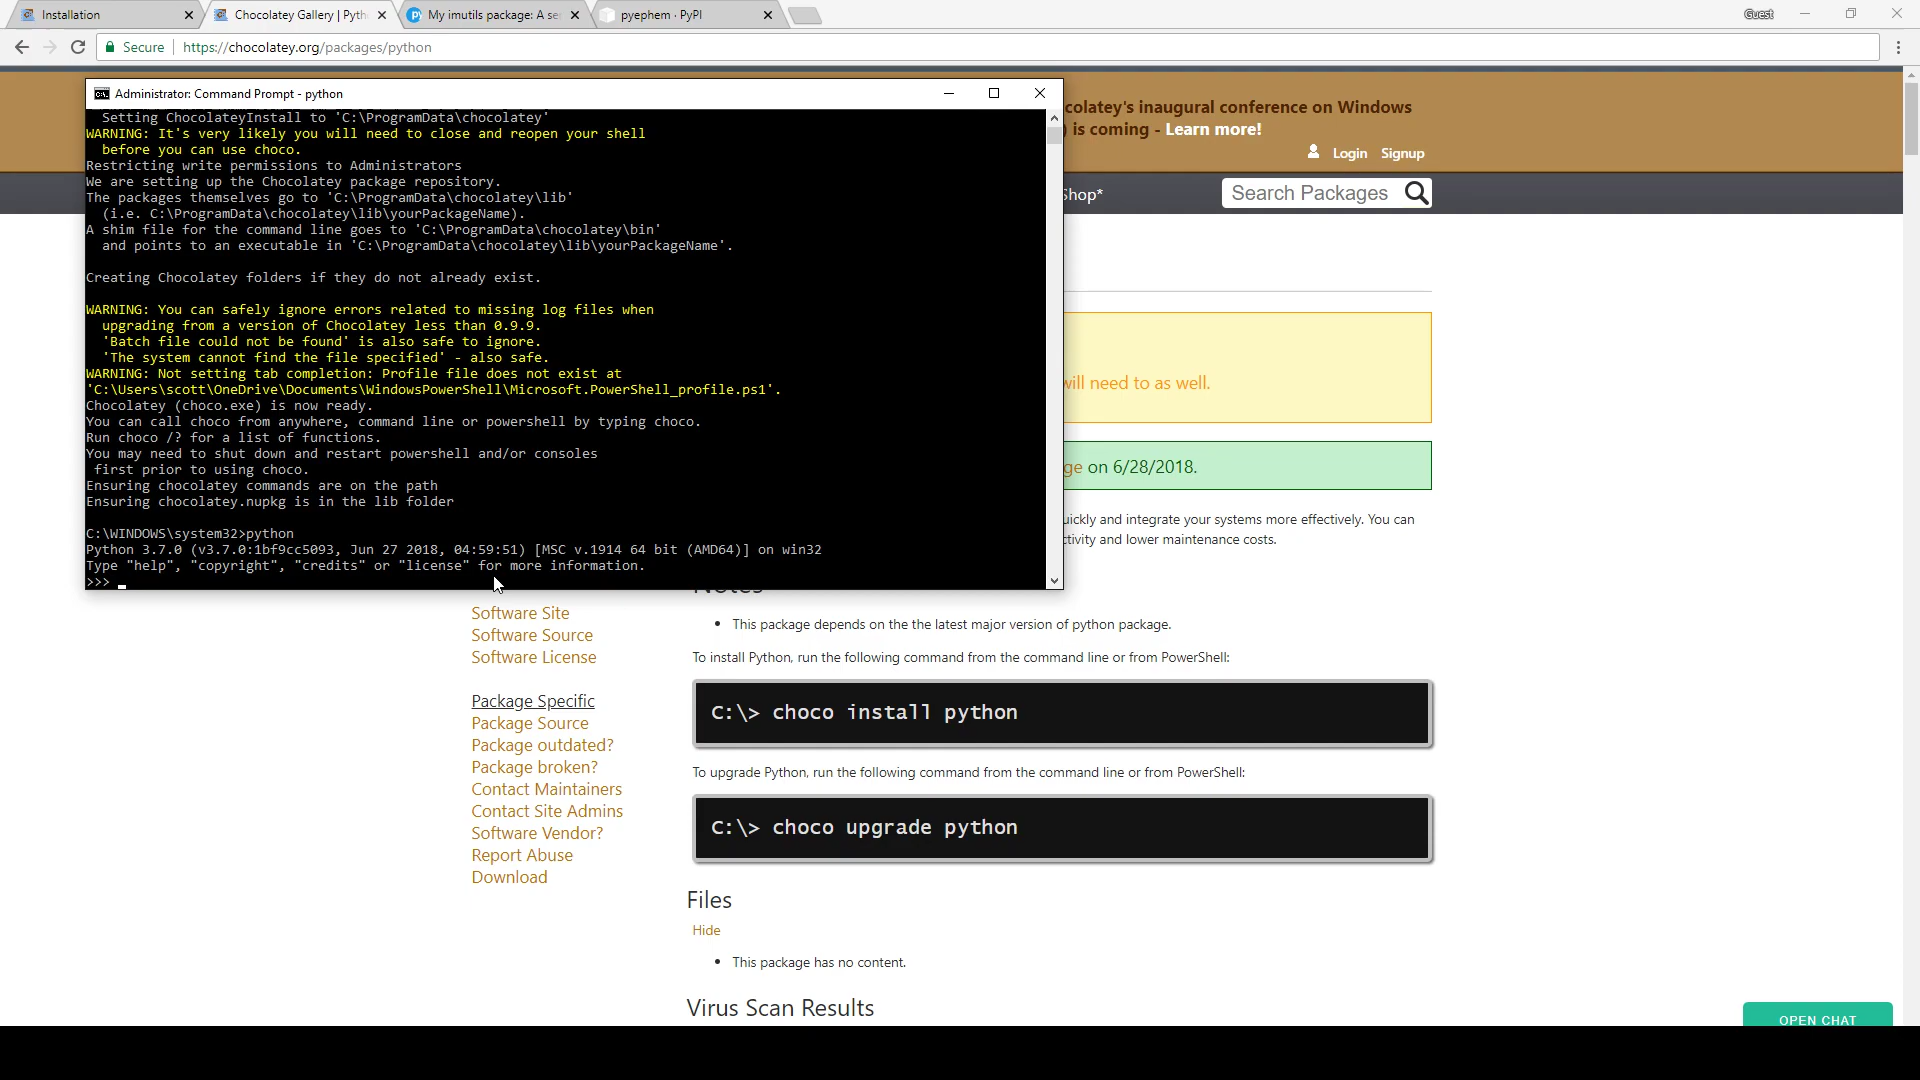 Installation
Chocolatey Gallery | Pyth
My imutils package: A se
pyephem · PyPI
Guest
Secure
https://chocolatey.org/packages/python
Administrator: Command Prompt - python
Setting ChocolateyInstall to 'C:\ProgramData\chocolatey'
WARNING: It's very likely you will need to close and reopen your shell
before you can use choco.
Restricting write permissions to Administrators
We are setting up the Chocolatey package repository.
The packages themselves go to 'C:\ProgramData\chocolatey\lib'
(i.e. C:\ProgramData\chocolatey\lib\yourPackageName).
A shim file for the command line goes to 'C:\ProgramData\chocolatey\bin'
and points to an executable in 'C:\ProgramData\chocolatey\lib\yourPackageName'.
Creating Chocolatey folders if they do not already exist.
WARNING: You can safely ignore errors related to missing log files when
upgrading from a version of Chocolatey less than 0.9.9.
'Batch file could not be found' is also safe to ignore.
'The system cannot find the file specified' - also safe.
WARNING: Not setting tab completion: Profile file does not exist at
'C:\Users\scott\OneDrive\Documents\WindowsPowerShell\Microsoft.PowerShell_profile.ps1'.
Chocolatey (choco.exe) is now ready.
You can call choco from anywhere, command line or powershell by typing choco.
Run choco /? for a list of functions.
You may need to shut down and restart powershell and/or consoles
first prior to using choco.
Ensuring chocolatey commands are on the path
Ensuring chocolatey.nupkg is in the lib folder
C:\WINDOWS\system32>python
Python 3.7.0 (v3.7.0:1bf9cc5093, Jun 27 2018, 04:59:51) [MSC v.1914 64 bit (AMD64)] on win32
Type "help", "copyright", "credits" or "license" for more information.
>>>
colatey's inaugural conference on Windows
) is coming - Learn more!
Login Signup
Shop*
Search Packages
will need to as well.
ge on 6/28/2018.
uickly and integrate your systems more effectively. You can
ctivity and lower maintenance costs.
Software Site
Software Source
Software License
Package Specific
Package Source
Package outdated?
Package broken?
Contact Maintainers
Contact Site Admins
Software Vendor?
Report Abuse
Download
Notes
• This package depends on the the latest major version of python package.
To install Python, run the following command from the command line or from PowerShell:
C:\> choco install python
To upgrade Python, run the following command from the command line or from PowerShell:
C:\> choco upgrade python
Files
Hide
• This package has no content.
Virus Scan Results
OPEN CHAT